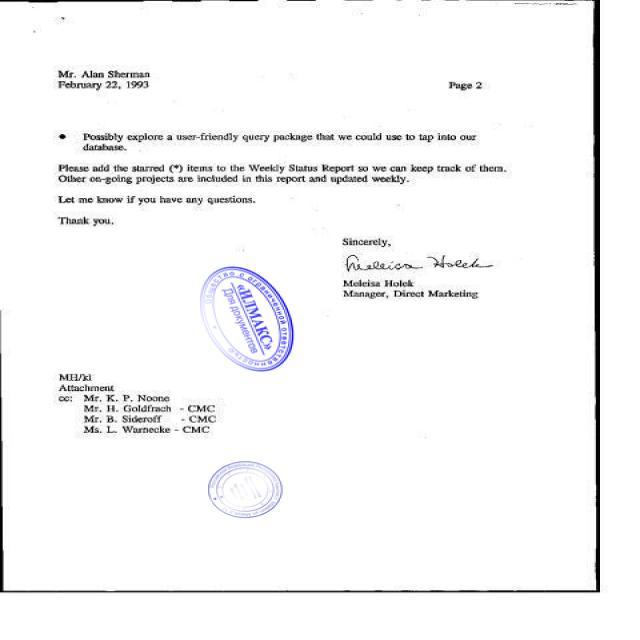 Mr. Alan Sherman
February 22, 1993
Page 2
• Possibly explore a user-friendly query package that we could use to tap into our
database.
Please add the starred (*) items to the Weekly Status Report so we can keep track of them.
Other on-going projects are included in this report and updated weekly.
Let me know if you have any questions.
Thank you.
Sincerely,
Meleisa Holek
Meleisa Holek
Manager, Direct Marketing
Общество с ограниченной ответственностью
«ИЛМАКС»
Для документов
MH/kl
Attachment
cc: Mr. K. P. Noone
Mr. H. Goldfrach - CMC
Mr. B. Sideroff - CMC
Ms. L. Warnecke - CMC